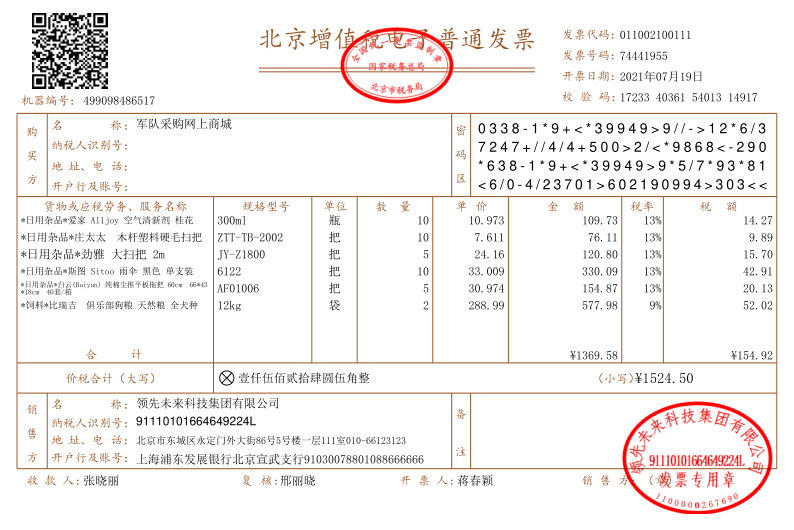 北京增值税电子普通发票
全国统一发票监制章
国家税务总局
北京市税务局
发票代码: 011002100111
发票号码: 74441955
开票日期: 2021年07月19日
校 验 码: 17233 40361 54013 14917
机器编号: 499098486517
购买方
名 称: 军队采购网上商城
纳税人识别号:
地 址、电 话:
开户行及账号:
密码区
0338-1*9+<*39949>9//->12*6/3
7247+//4/4+500>2/<*9868<-290
*638-1*9+<*39949>9*5/7*93*81
<6/0-4/23701>602190994>303<<
货物或应税劳务、服务名称 规格型号 单位 数 量 单 价 金 额 税率 税 额
*日用杂品*爱家 Alljoy 空气清新剂 桂花 300ml 瓶 10 10.973 109.73 13% 14.27
*日用杂品*庄太太 木杆塑料硬毛扫把 ZTT-TB-2002 把 10 7.611 76.11 13% 9.89
*日用杂品*劲雅 大扫把 2m JY-Z1800 把 5 24.16 120.80 13% 15.70
*日用杂品*斯图 Sitoo 雨伞 黑色 单支装 6122 把 10 33.009 330.09 13% 42.91
*日用杂品*白云(Baiyun) 纯棉尘推平板拖把 60cm 66*43
*18cm 40套/箱 AF01006 把 5 30.974 154.87 13% 20.13
*饲料*比瑞吉 俱乐部狗粮 天然粮 全犬种 12kg 袋 2 288.99 577.98 9% 52.02
合 计 ¥1369.58 ¥154.92
价税合计（大写） ⊗壹仟伍佰贰拾肆圆伍角整 （小写）¥1524.50
销售方
名 称: 领先未来科技集团有限公司
纳税人识别号: 91110101664649224L
地 址、电 话: 北京市东城区永定门外大街86号5号楼一层111室010-66123123
开户行及账号: 上海浦东发展银行北京宣武支行91030078801088666666
备注
收 款 人: 张晓丽 复 核: 邢丽晓 开 票 人: 蒋春颖 销 售 方: （章）
领先未来科技集团有限公司
91110101664649224L
发票专用章
1100000267690